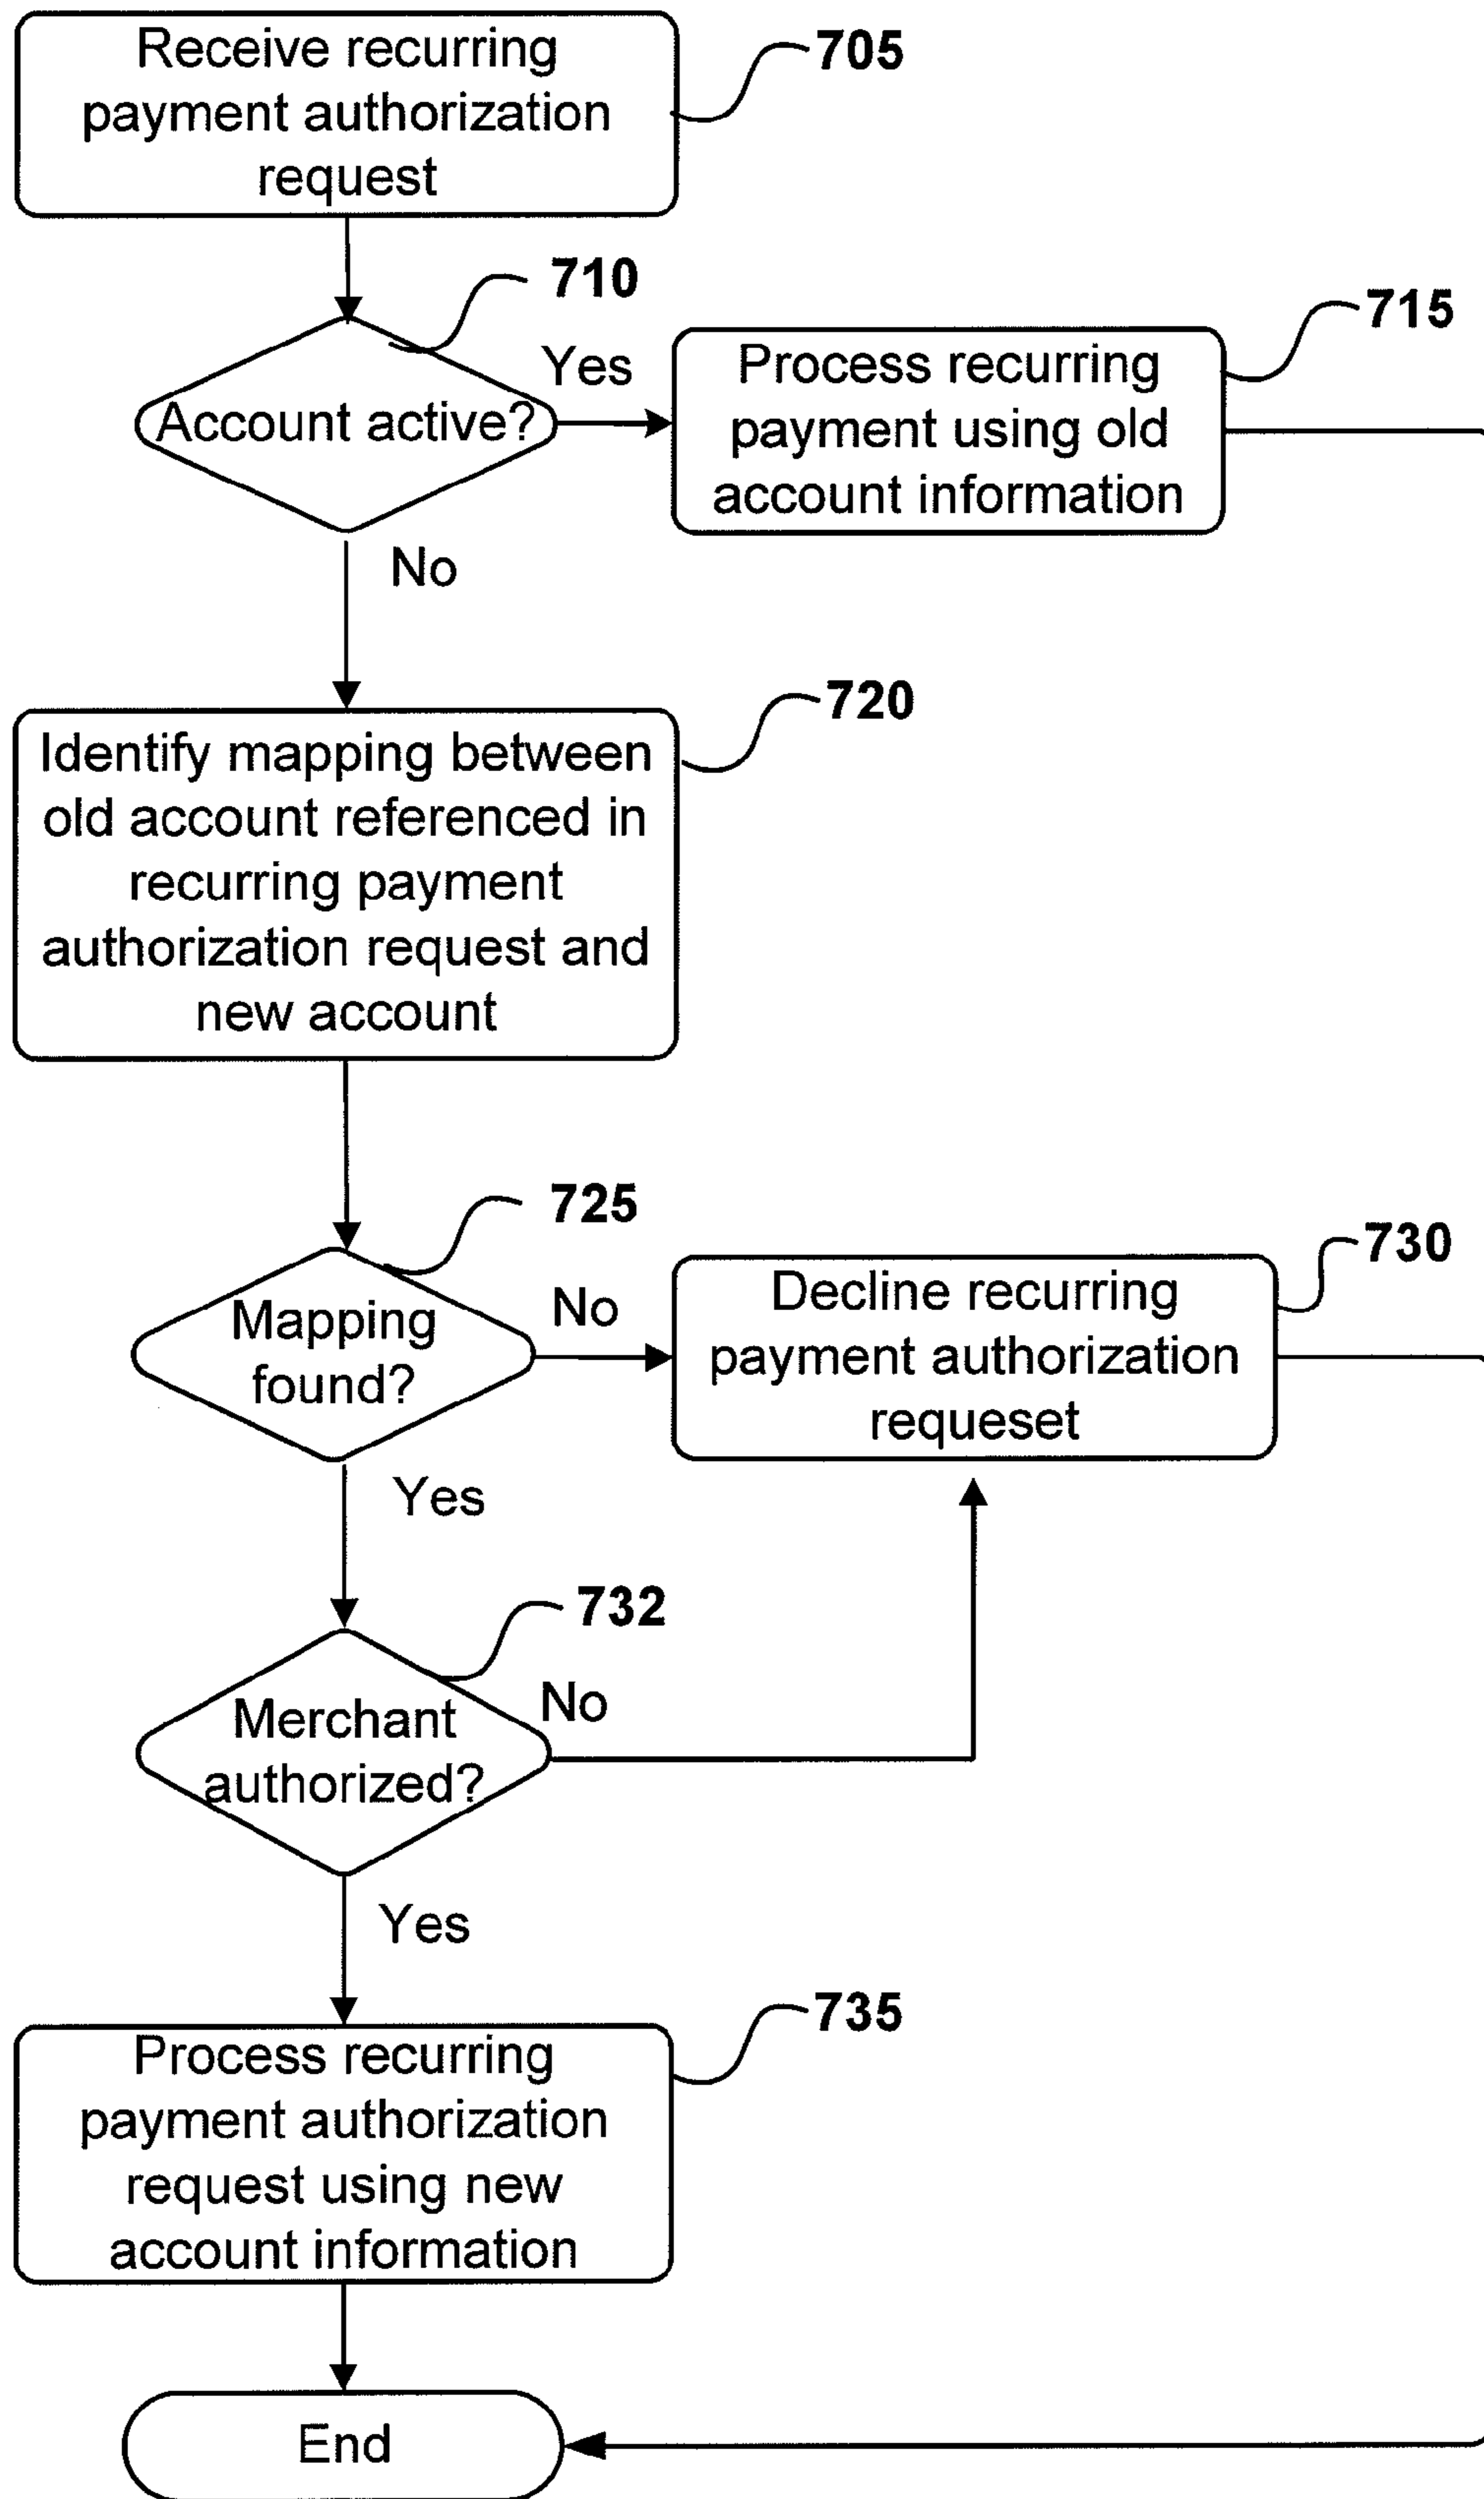 Receive recurring
payment authorization
request
705
710
Account active?
Yes
Process recurring
payment using old
account information
715
No
Identify mapping between
old account referenced in
recurring payment
authorization request and
new account
720
725
Mapping
found?
No
Decline recurring
payment authorization
requeset
730
Yes
732
Merchant
authorized?
No
Yes
Process recurring
payment authorization
request using new
account information
735
End